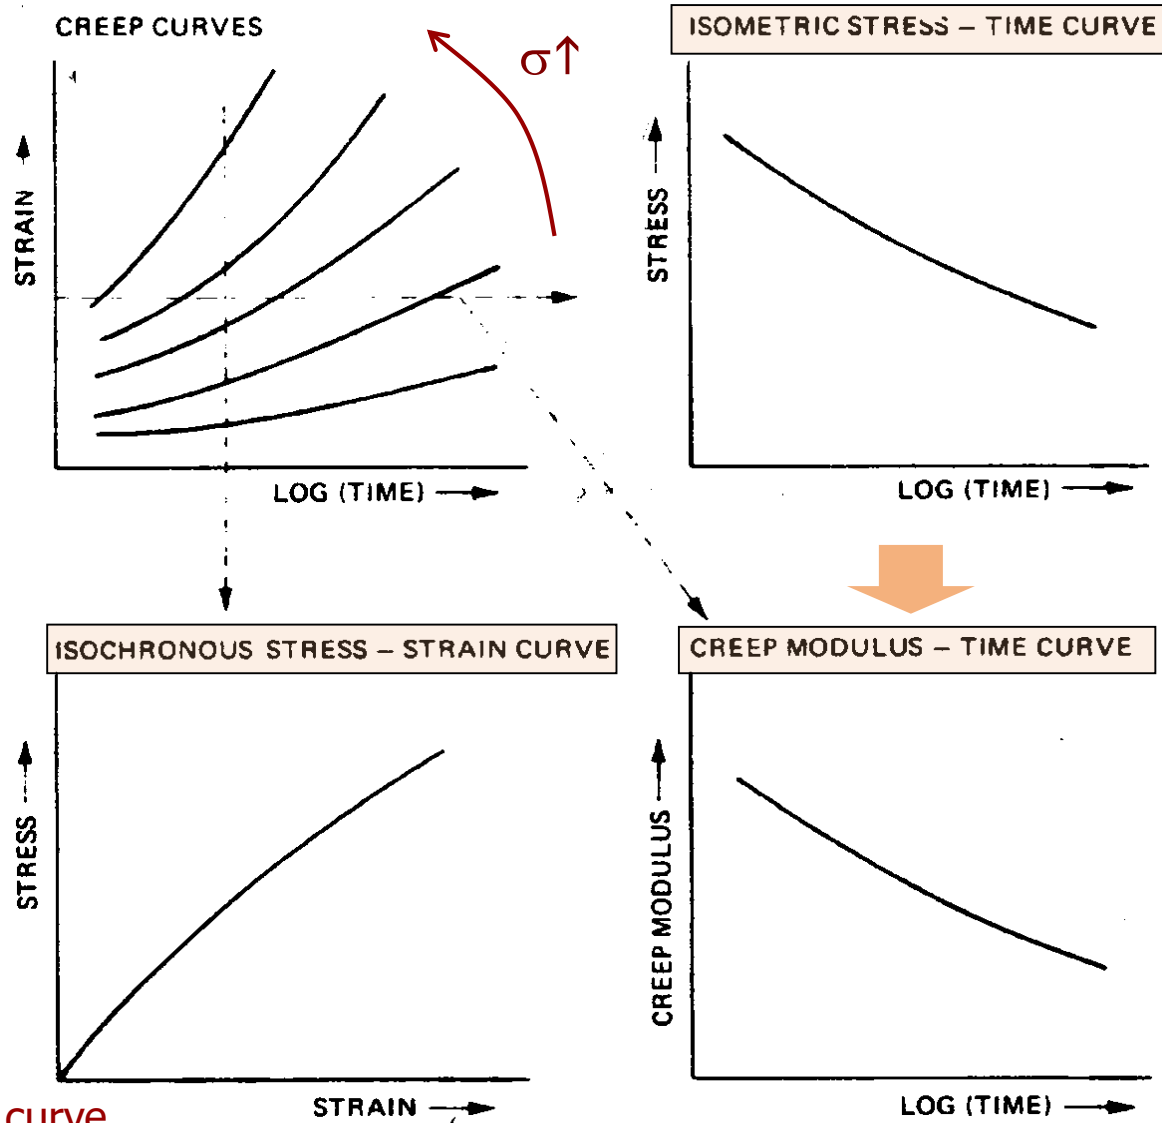 CREEP CURVES
σ↑
STRAIN
LOG (TIME)
ISOMETRIC STRESS – TIME CURVE
STRESS
LOG (TIME)
ISOCHRONOUS STRESS – STRAIN CURVE
STRESS
STRAIN
CREEP MODULUS – TIME CURVE
CREEP MODULUS
LOG (TIME)
curve